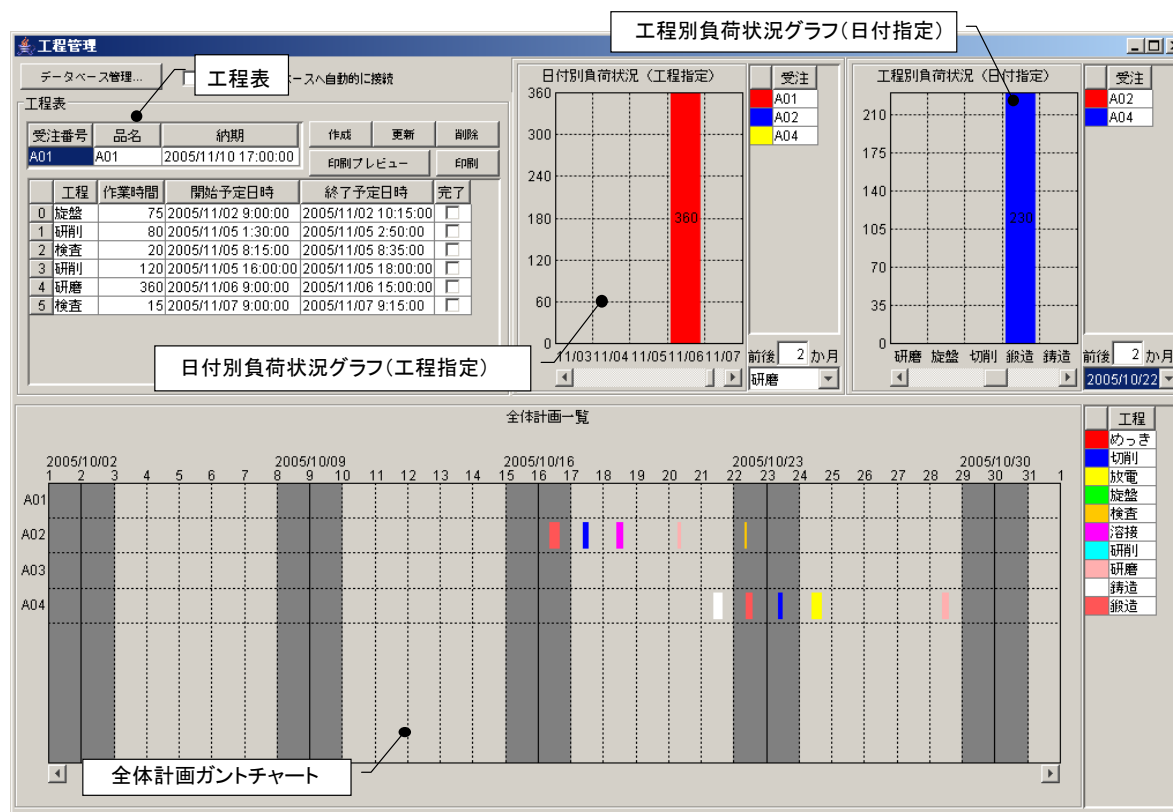 工程別負荷状況グラフ(日付指定)
工程管理
データベース管理...
ースへ自動的に接続
工程表
工程表
受注番号 品名 納期
A01 A01 2005/11/10 17:00:00
作成 更新 削除
印刷プレビュー 印刷
工程 作業時間 開始予定日時 終了予定日時 完了
0 旋盤 75 2005/11/02 9:00:00 2005/11/02 10:15:00
1 研削 80 2005/11/05 1:30:00 2005/11/05 2:50:00
2 検査 20 2005/11/05 8:15:00 2005/11/05 8:35:00
3 研削 120 2005/11/05 16:00:00 2005/11/05 18:00:00
4 研磨 360 2005/11/06 9:00:00 2005/11/06 15:00:00
5 検査 15 2005/11/07 9:00:00 2005/11/07 9:15:00
日付別負荷状況グラフ(工程指定)
日付別負荷状況(工程指定)
360
300
240
180
120
60
0
360
11/03 11/04 11/05 11/06 11/07
受注
A01
A02
A04
前後 2 か月
研磨
工程別負荷状況(日付指定)
210
175
140
105
70
35
0
230
研磨 旋盤 切削 鍛造 鋳造
受注
A02
A04
前後 2 か月
2005/10/22
全体計画一覧
2005/10/02 2005/10/09 2005/10/16 2005/10/23 2005/10/30
1 2 3 4 5 6 7 8 9 10 11 12 13 14 15 16 17 18 19 20 21 22 23 24 25 26 27 28 29 30 31 1
A01
A02
A03
A04
全体計画ガントチャート
工程
めっき
切削
放電
旋盤
検査
溶接
研削
研磨
鋳造
鍛造